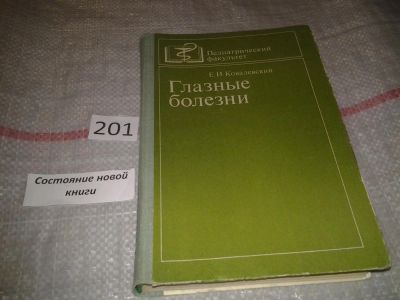 Педиатрический
факультет
Е. И. Ковалевский
Глазные
болезни
201
Состояние новой
книги